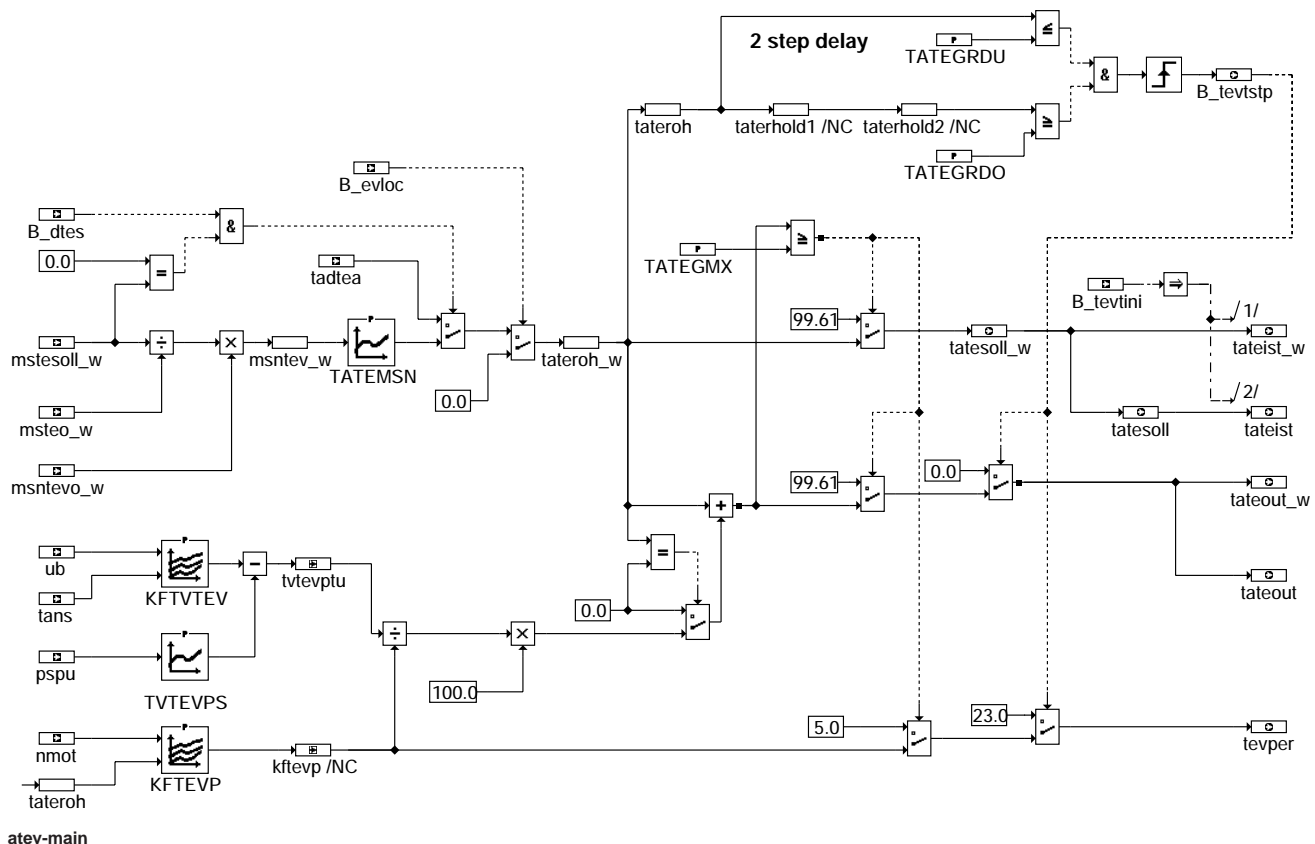 2 step delay
P
TATEGRDU
≤
&
B_tevtstp
tateroh
taterhold1 /NC
taterhold2 /NC
≥
P
TATEGRDO
B_evloc
B_dtes
&
0.0
=
tadtea
P
TATEGMX
≥
B_tevtini
⇒
/1/
99.61
mstesoll_w
÷
×
msntev_w
P
TATEMSN
0.0
tateroh_w
tatesoll_w
tateist_w
/2/
msteo_w
tatesoll
tateist
msntevo_w
99.61
0.0
+
tateout_w
ub
P
KFTVTEV
−
tvtevptu
=
tans
0.0
tateout
pspu
P
TVTEVPS
÷
×
100.0
5.0
23.0
nmot
P
KFTEVP
kftevp /NC
tevper
tateroh
atev-main